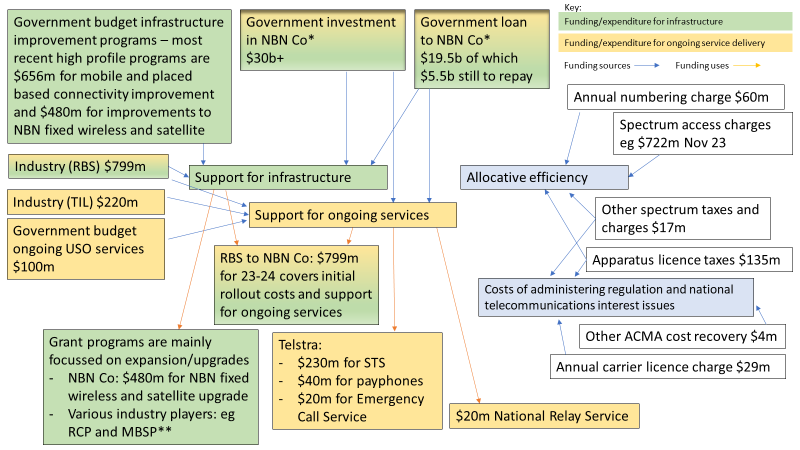 Government budget infrastructure
improvement programs – most
recent high profile programs are
$656m for mobile and placed
based connectivity improvement
and $480m for improvements to
NBN fixed wireless and satellite
Government investment
in NBN Co*
$30b+
Government loan
to NBN Co*
$19.5b of which
$5.5b still to repay
Key:
Funding/expenditure for infrastructure
Funding/expenditure for ongoing service delivery
Funding sources
Funding uses
Annual numbering charge $60m
Spectrum access charges
eg $722m Nov 23
Industry (RBS) $799m
Support for infrastructure
Allocative efficiency
Industry (TIL) $220m
Support for ongoing services
Other spectrum taxes and
charges $17m
Government budget
ongoing USO services
$100m
RBS to NBN Co: $799m
for 23-24 covers initial
rollout costs and support
for ongoing services
Apparatus licence taxes $135m
Costs of administering regulation and national
telecommunications interest issues
Other ACMA cost recovery $4m
Annual carrier licence charge $29m
Grant programs are mainly
focussed on expansion/upgrades
- NBN Co: $480m for NBN fixed
wireless and satellite upgrade
- Various industry players: eg
RCP and MBSP**
Telstra:
- $230m for STS
- $40m for payphones
- $20m for Emergency
Call Service
$20m National Relay Service